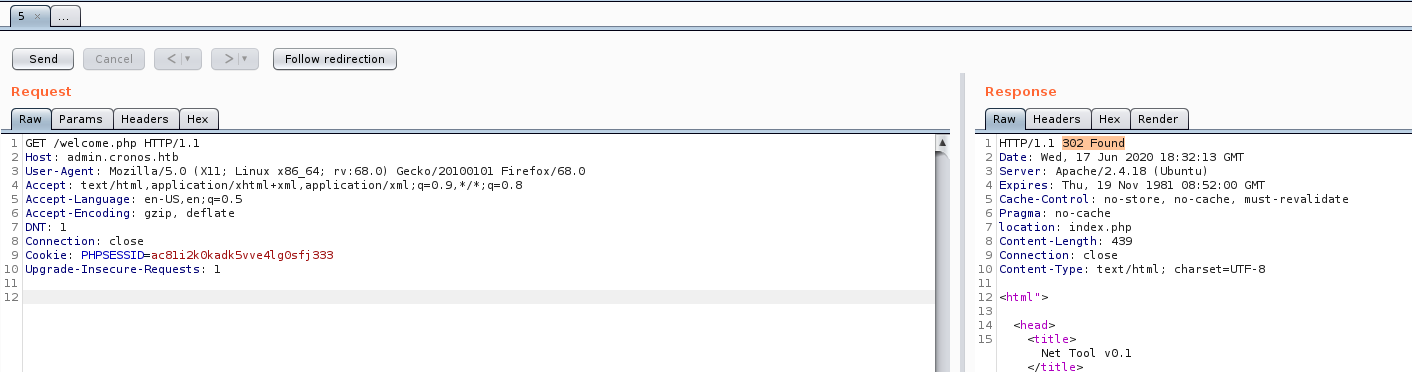 5 × ...
Send Cancel < > Follow redirection
Request
Raw Params Headers Hex
1 GET /welcome.php HTTP/1.1
2 Host: admin.cronos.htb
3 User-Agent: Mozilla/5.0 (X11; Linux x86_64; rv:68.0) Gecko/20100101 Firefox/68.0
4 Accept: text/html,application/xhtml+xml,application/xml;q=0.9,*/*;q=0.8
5 Accept-Language: en-US,en;q=0.5
6 Accept-Encoding: gzip, deflate
7 DNT: 1
8 Connection: close
9 Cookie: PHPSESSID=ac81i2k0kadk5vve4lg0sfj333
10 Upgrade-Insecure-Requests: 1
11
12
Response
Raw Headers Hex Render
1 HTTP/1.1 302 Found
2 Date: Wed, 17 Jun 2020 18:32:13 GMT
3 Server: Apache/2.4.18 (Ubuntu)
4 Expires: Thu, 19 Nov 1981 08:52:00 GMT
5 Cache-Control: no-store, no-cache, must-revalidate
6 Pragma: no-cache
7 location: index.php
8 Content-Length: 439
9 Connection: close
10 Content-Type: text/html; charset=UTF-8
11
12 <html">
13
14 <head>
15 <title>
Net Tool v0.1
</title>